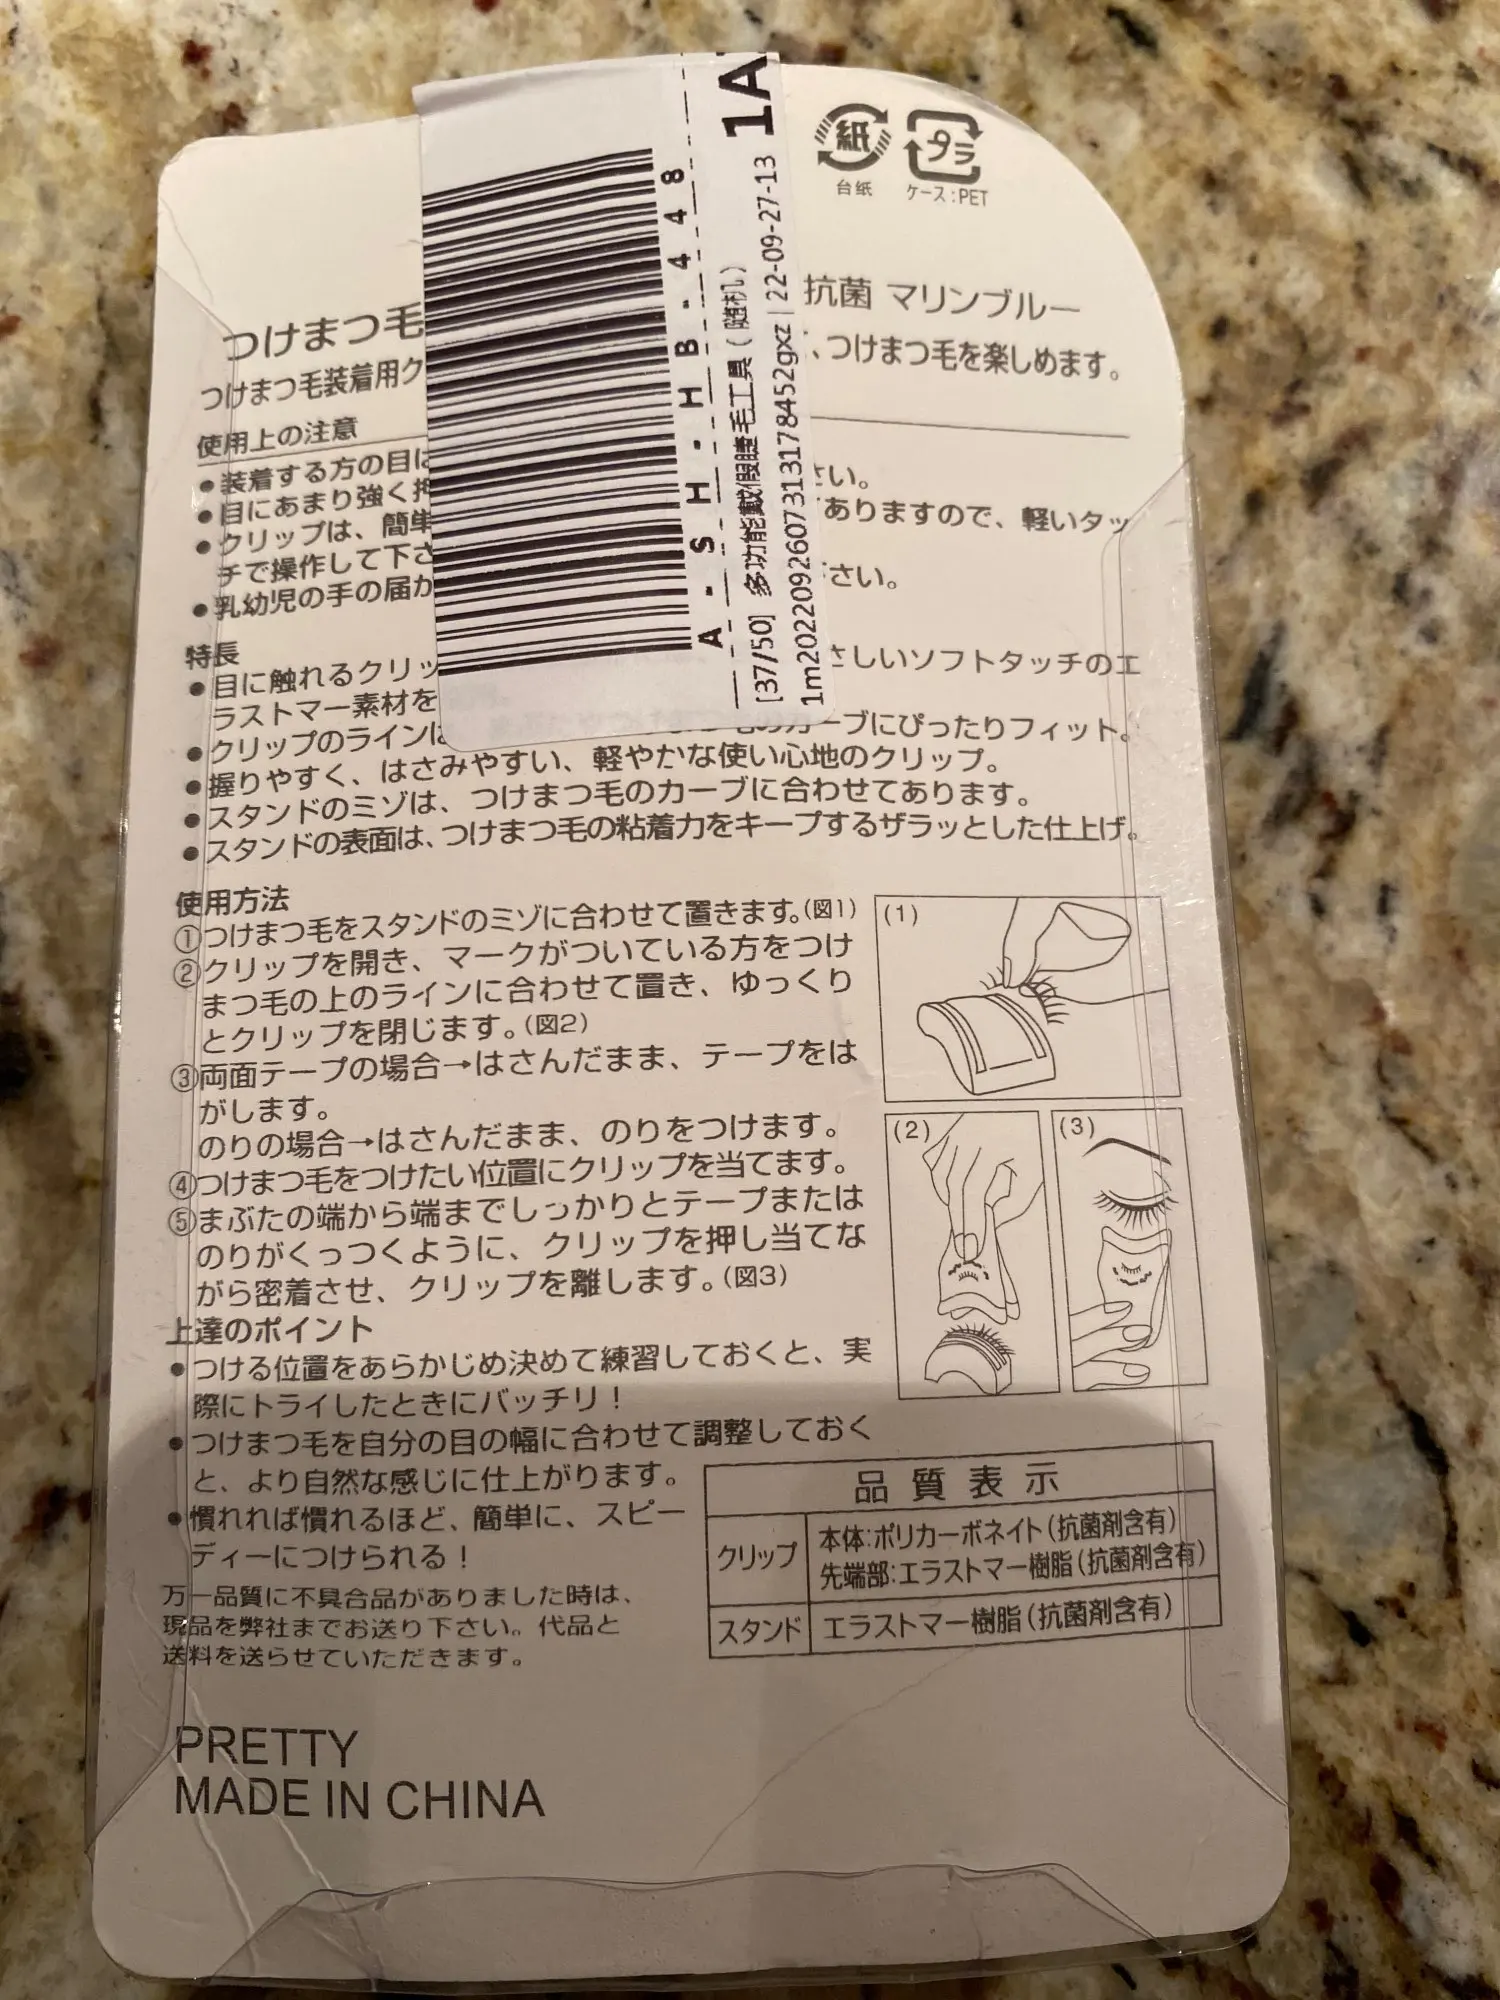 紙
プラ
台紙
ケース:PET
つけまつ毛
抗菌 マリンブルー
つけまつ毛装着用ク
、つけまつ毛を楽しめます。
使用上の注意
●装着する方の目に
さい。
●目にあまり強く押
●クリップは、簡単
ありますので、軽いタッ
チで操作して下さ
●乳幼児の手の届か
さい。
特長
●目に触れるクリッ
さしいソフトタッチのエ
ラストマー素材を
●クリップのラインに
カーブにぴったりフィット。
●握りやすく、はさみやすい、軽やかな使い心地のクリップ。
●スタンドのミゾは、つけまつ毛のカーブに合わせてあります。
●スタンドの表面は、つけまつ毛の粘着力をキープするザラッとした仕上げ。
使用方法
①つけまつ毛をスタンドのミゾに合わせて置きます。(図1)
②クリップを開き、マークがついている方をつけ
まつ毛の上のラインに合わせて置き、ゆっくり
とクリップを閉じます。(図2)
③両面テープの場合→はさんだまま、テープをは
がします。
のりの場合→はさんだまま、のりをつけます。
④つけまつ毛をつけたい位置にクリップを当てます。
⑤まぶたの端から端までしっかりとテープまたは
のりがくっつくように、クリップを押し当てな
がら密着させ、クリップを離します。(図3)
(1)
(2)
(3)
上達のポイント
●つける位置をあらかじめ決めて練習しておくと、実
際にトライしたときにバッチリ!
●つけまつ毛を自分の目の幅に合わせて調整しておく
と、より自然な感じに仕上がります。
●慣れれば慣れるほど、簡単に、スピー
ディーにつけられる!
万一品質に不具合品がありました時は、
現品を弊社までお送り下さい。代品と
送料を送らせていただきます。
品質表示
クリップ
本体:ポリカーボネイト(抗菌剤含有)
先端部:エラストマー樹脂(抗菌剤含有)
スタンド
エラストマー樹脂(抗菌剤含有)
PRETTY
MADE IN CHINA
A-SH-HB-448
1A
[37/50] 多功能戴假睫毛工具(随机)
1m20220926073131784529gxz | 22-09-27-13